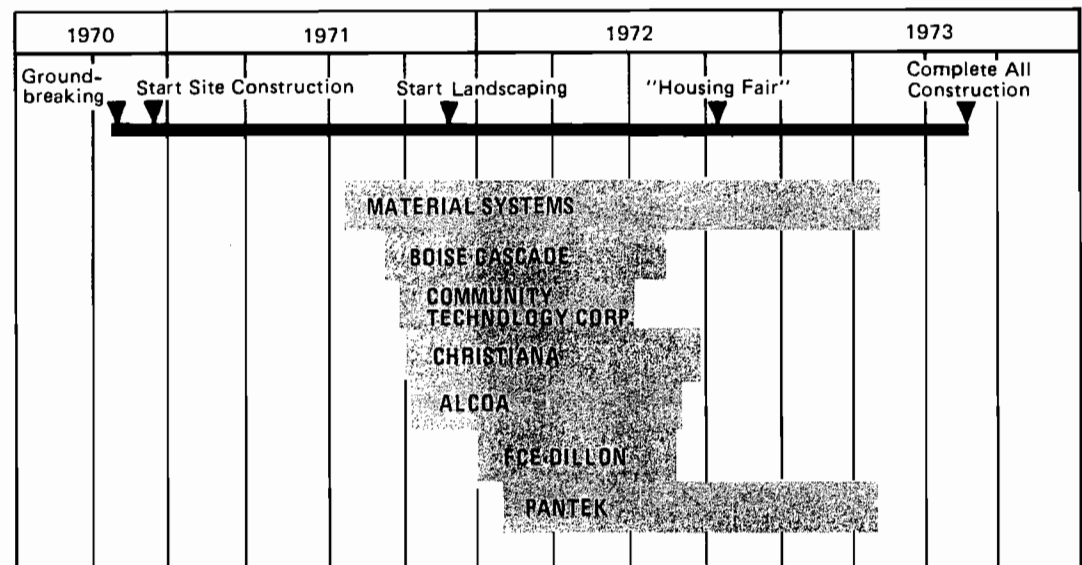 1970 1971 1972 1973
Ground-
breaking
Start Site Construction
Start Landscaping
"Housing Fair"
Complete All
Construction
MATERIAL SYSTEMS
BOISE CASCADE
COMMUNITY
TECHNOLOGY CORP.
CHRISTIANA
ALCOA
FCE-DILLON
PANTEK